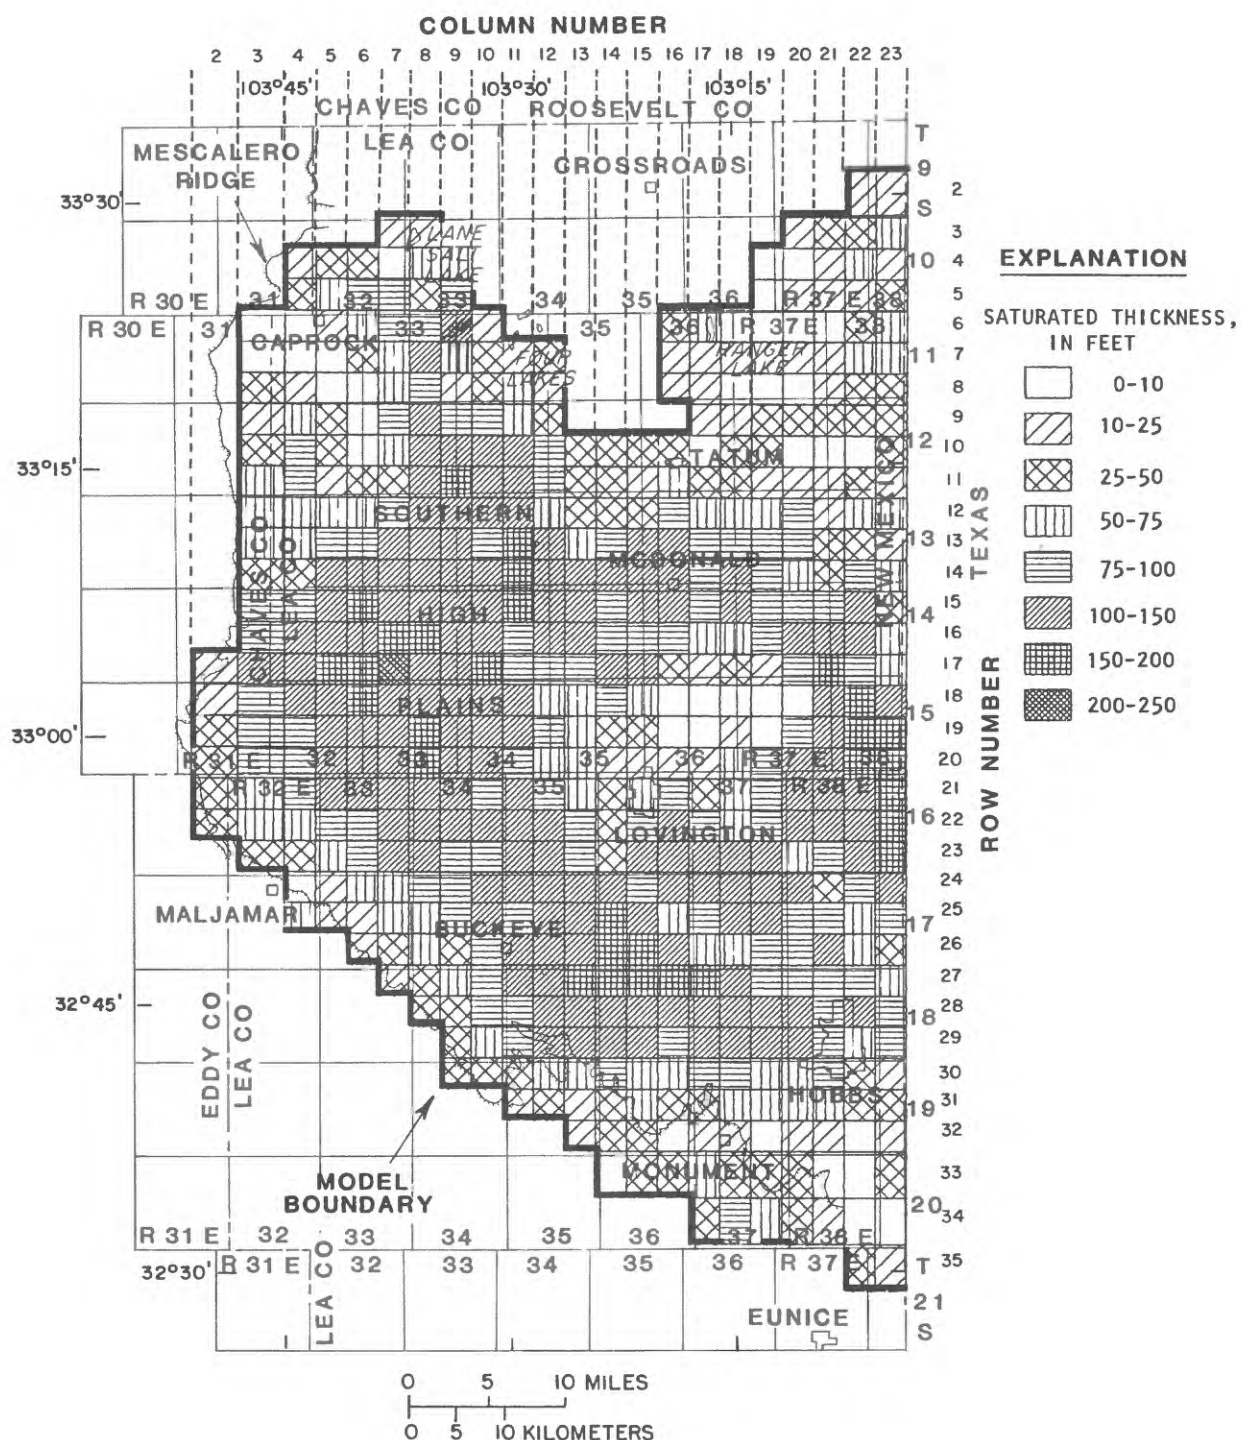 COLUMN NUMBER
2 3 4 5 6 7 8 9 10 11 12 13 14 15 16 17 18 19 20 21 22 23
103°45' 103°30' 103°15'
CHAVES CO ROOSEVELT CO
LEA CO
MESCALERO
RIDGE
CROSSROADS
T
9
S
2
33°30'
3
LANE
SALT
LAKE
10 4
5
R 30 E 31 32 33 34 35 36 R 37 E 38
R 30 E 31 33 35 36 R 37 E 38
6
CAPROCK
FOUR
LAKES
RANGER
LAKE
11 7
8
9
12 10
TATUM
33°15'
11
SOUTHERN
12
13 13
MCDONALD
14
CHAVES CO
LEA CO
NEW MEXICO
TEXAS
HIGH
14 15
16
17
18
PLAINS
15
19
33°00'
20
R 31 E 32 33 34 35 36 R 37 E 38
R 32 E 33 34 35 37 R 38 E
21
16 22
LOVINGTON
23
24
MALJAMAR
17 25
BUCKEYE
26
27
32°45'
28
18
29
EDDY CO
LEA CO
30
HOBBS
19 31
32
MONUMENT
33
MODEL
BOUNDARY
20 34
R 31 E 32 33 34 35 36 37 R 38 E
R 31 E 32 33 34 35 36 R 37 E
T 35
32°30'
LEA CO
21
S
EUNICE
ROW NUMBER
EXPLANATION
SATURATED THICKNESS,
IN FEET
0-10
10-25
25-50
50-75
75-100
100-150
150-200
200-250
0 5 10 MILES
0 5 10 KILOMETERS